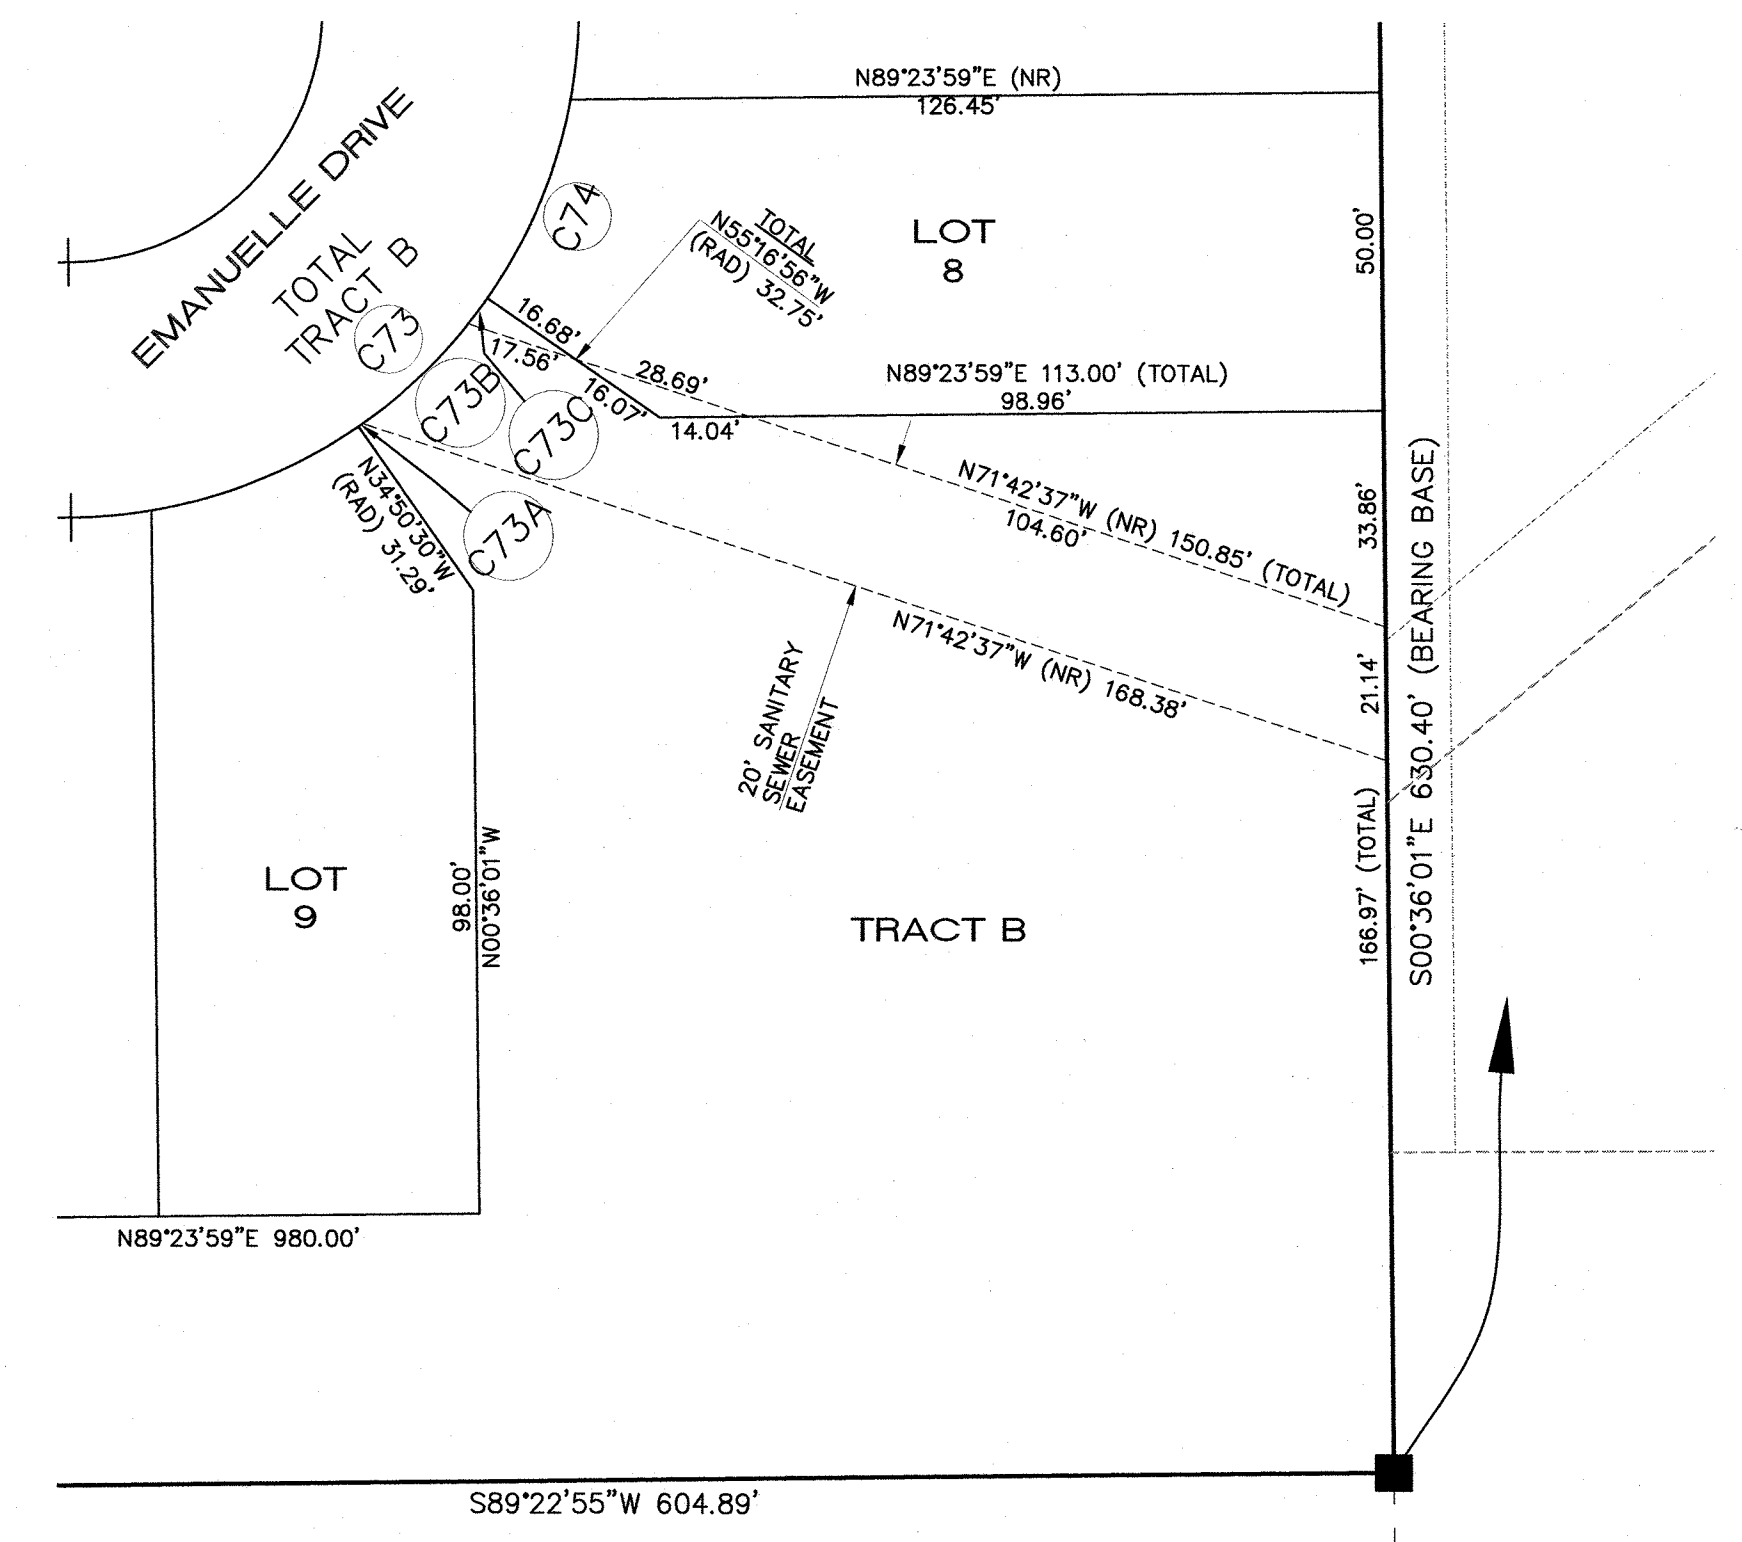 N89°23'59"E (NR)
126.45'
EMANUELLE DRIVE
TOTAL
TRACT B
C73
C74
TOTAL
N55°16'56"W
(RAD) 32.75'
LOT
8
50.00'
16.68'
17.56'
16.07'
28.69'
14.04'
N89°23'59"E 113.00' (TOTAL)
98.96'
C73B
C73C
C73A
N34°50'30"W
(RAD) 31.29'
N71°42'37"W (NR) 150.85' (TOTAL)
104.60'
33.86'
N71°42'37"W (NR) 168.38'
20' SANITARY
SEWER
EASEMENT
21.14'
S00°36'01"E 630.40' (BEARING BASE)
166.97' (TOTAL)
LOT
9
98.00'
N00°36'01"W
TRACT B
N89°23'59"E 980.00'
S89°22'55"W 604.89'